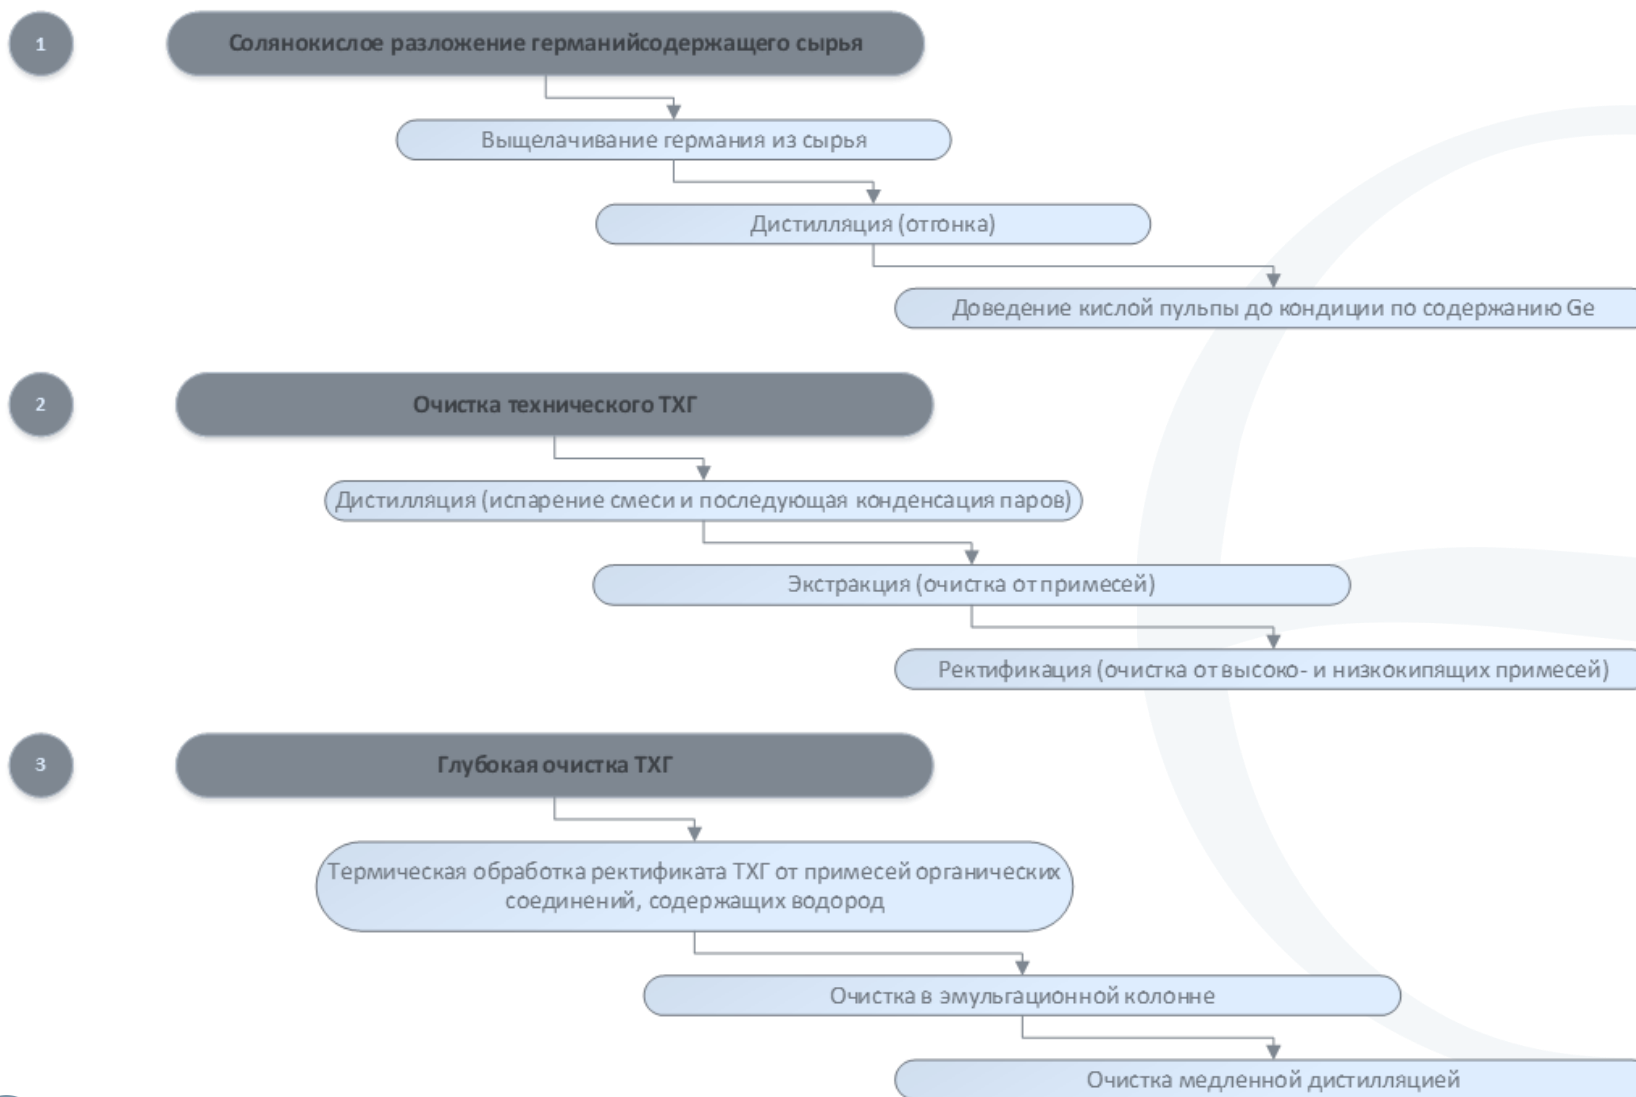 1
Солянокислое разложение германийсодержащего сырья
Выщелачивание германия из сырья
Дистилляция (отгонка)
Доведение кислой пульпы до кондиции по содержанию Ge
2
Очистка технического ТХГ
Дистилляция (испарение смеси и последующая конденсация паров)
Экстракция (очистка от примесей)
Ректификация (очистка от высоко- и низкокипящих примесей)
3
Глубокая очистка ТХГ
Термическая обработка ректификата ТХГ от примесей органических
соединений, содержащих водород
Очистка в эмульгационной колонне
Очистка медленной дистилляцией